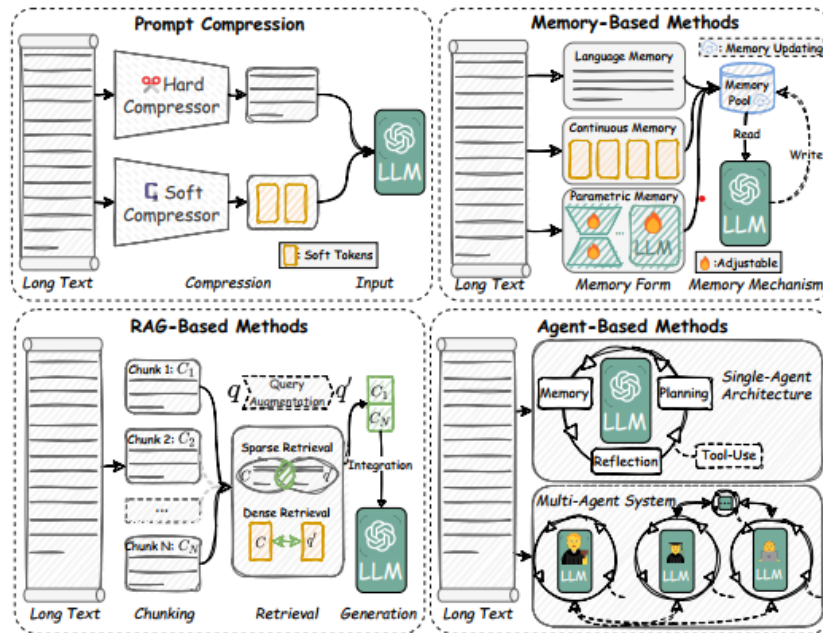 Prompt Compression
Hard
Compressor
Soft
Compressor
LLM
: Soft Tokens
Long Text
Compression
Input
Memory-Based Methods
: Memory Updating
Language Memory
Memory
Pool
Continuous Memory
Read
Write
Parametric Memory
...
LLM
LLM
:Adjustable
Long Text
Memory Form
Memory Mechanism
RAG-Based Methods
Chunk 1: C₁
Chunk 2: C₂
...
Chunk N: C_N
q
Query
Augmentation
q′
C₁
C_N
Sparse Retrieval
C
q′
Integration
Dense Retrieval
C
q′
LLM
Long Text
Chunking
Retrieval
Generation
Agent-Based Methods
Single-Agent
Architecture
Memory
LLM
Planning
Reflection
Tool-Use
Multi-Agent System
...
LLM
LLM
LLM
Long Text